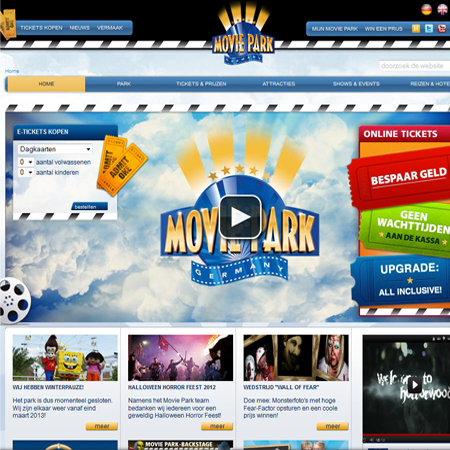 TICKETS KOPEN NIEUWS VERMAAK
MOVIE PARK
GERMANY
MIJN MOVIE PARK WIN EEN PRIJS
doorzoek de website
Home
HOME PARK TICKETS & PRIJZEN ATTRACTIES SHOWS & EVENTS REIZEN & HOTE
E-TICKETS KOPEN
Dagkaarten
0 aantal volwassenen
0 aantal kinderen
bestellen
ADMIT ONE
MOVIE PARK
GERMANY
ONLINE TICKETS
BESPAAR GELD
GEEN
WACHTTIJDEN
AAN DE KASSA
UPGRADE:
ALL INCLUSIVE!
WIJ HEBBEN WINTERPAUZE!
Het park is dus momenteel gesloten.
Wij zijn elkaar weer vanaf eind
maart 2013!
meer
HALLOWEEN HORROR FEEST 2012
Namens het Movie Park team
bedanken wij iedereen voor een
geweldig Halloween Horror Feest!
meer
WEDSTRIJD "WALL OF FEAR"
Doe mee: Monsterfoto's met hoge
Fear-Factor opsturen en een coole
prijs winnen!
meer
Welcome to
MOVIE PARK-BACKSTAGE